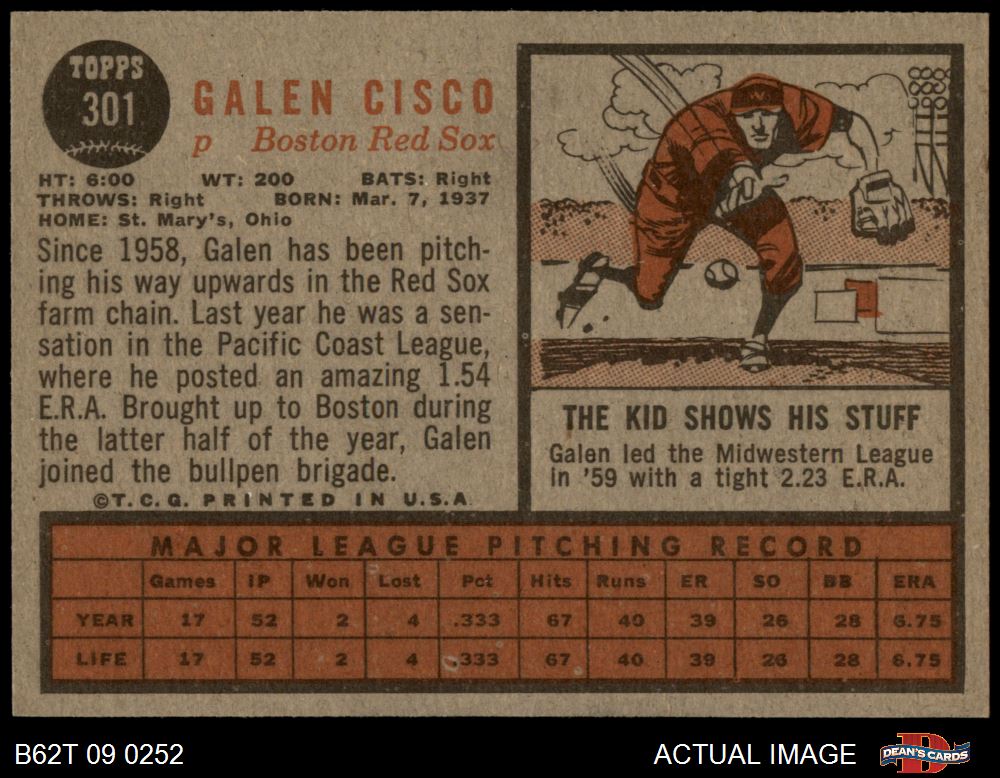 TOPPS
301
GALEN CISCO
p Boston Red Sox
HT: 6:00 WT: 200 BATS: Right
THROWS: Right BORN: Mar. 7, 1937
HOME: St. Mary's, Ohio
Since 1958, Galen has been pitch-
ing his way upwards in the Red Sox
farm chain. Last year he was a sen-
sation in the Pacific Coast League,
where he posted an amazing 1.54
E.R.A. Brought up to Boston during
the latter half of the year, Galen
joined the bullpen brigade.
©T.C.G. PRINTED IN U.S.A.
W
THE KID SHOWS HIS STUFF
Galen led the Midwestern League
in '59 with a tight 2.23 E.R.A.
MAJOR LEAGUE PITCHING RECORD
Games IP Won Lost Pct Hits Runs ER SO BB ERA
YEAR 17 52 2 4 .333 67 40 39 26 28 6.75
LIFE 17 52 2 4 .333 67 40 39 26 28 6.75
B62T 09 0252
ACTUAL IMAGE
DEAN'S CARDS